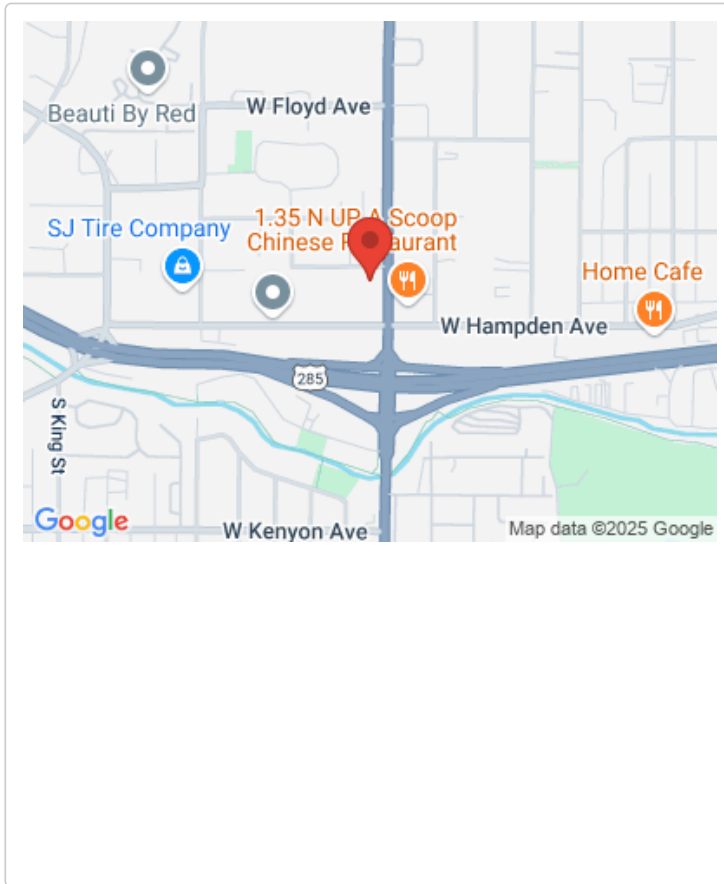 W Floyd Ave
Beauti By Red
1.35 N UP A Scoop
Chinese Restaurant
SJ Tire Company
Home Cafe
W Hampden Ave
285
S King St
Google
W Kenyon Ave
Map data ©2025 Google